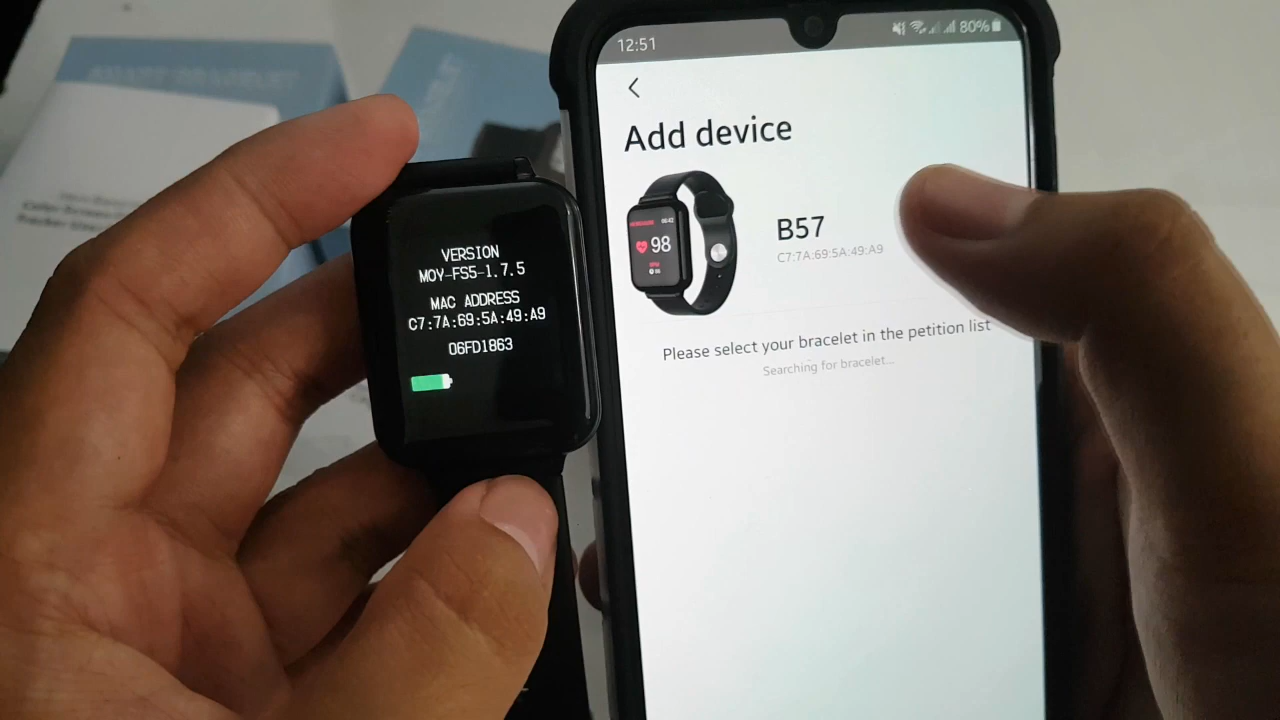 VERSION
MOY-FS5-1.7.5
MAC ADDRESS
C7:7A:69:5A:49:A9
06FD1863
12:51
80%
Add device
98
B57
C7:7A:69:5A:49:A9
Please select your bracelet in the petition list
Searching for bracelet...